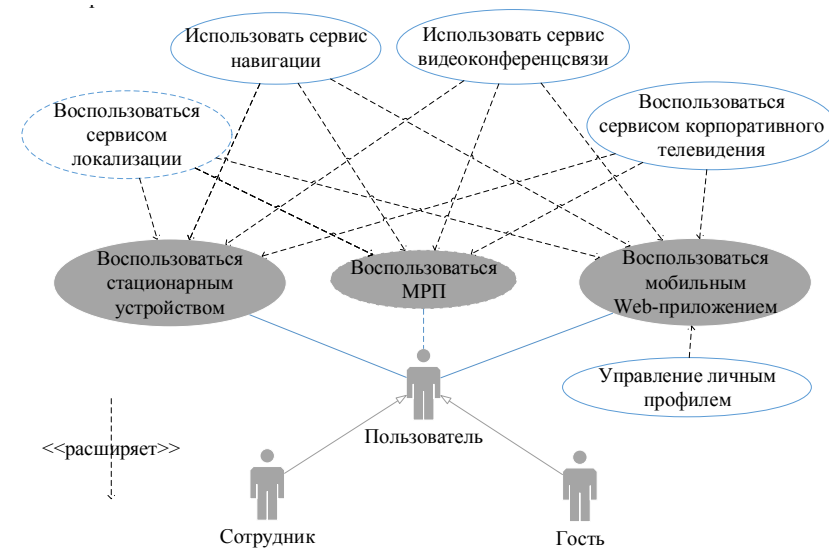 Использовать сервис
навигации
Использовать сервис
видеоконференцсвязи
Воспользоваться
сервисом
локализации
Воспользоваться
сервисом корпоративного
телевидения
Воспользоваться
стационарным
устройством
Воспользоваться
МРП
Воспользоваться
мобильным
Web-приложением
Управление личным
профилем
Пользователь
<<расширяет>>
Сотрудник
Гость